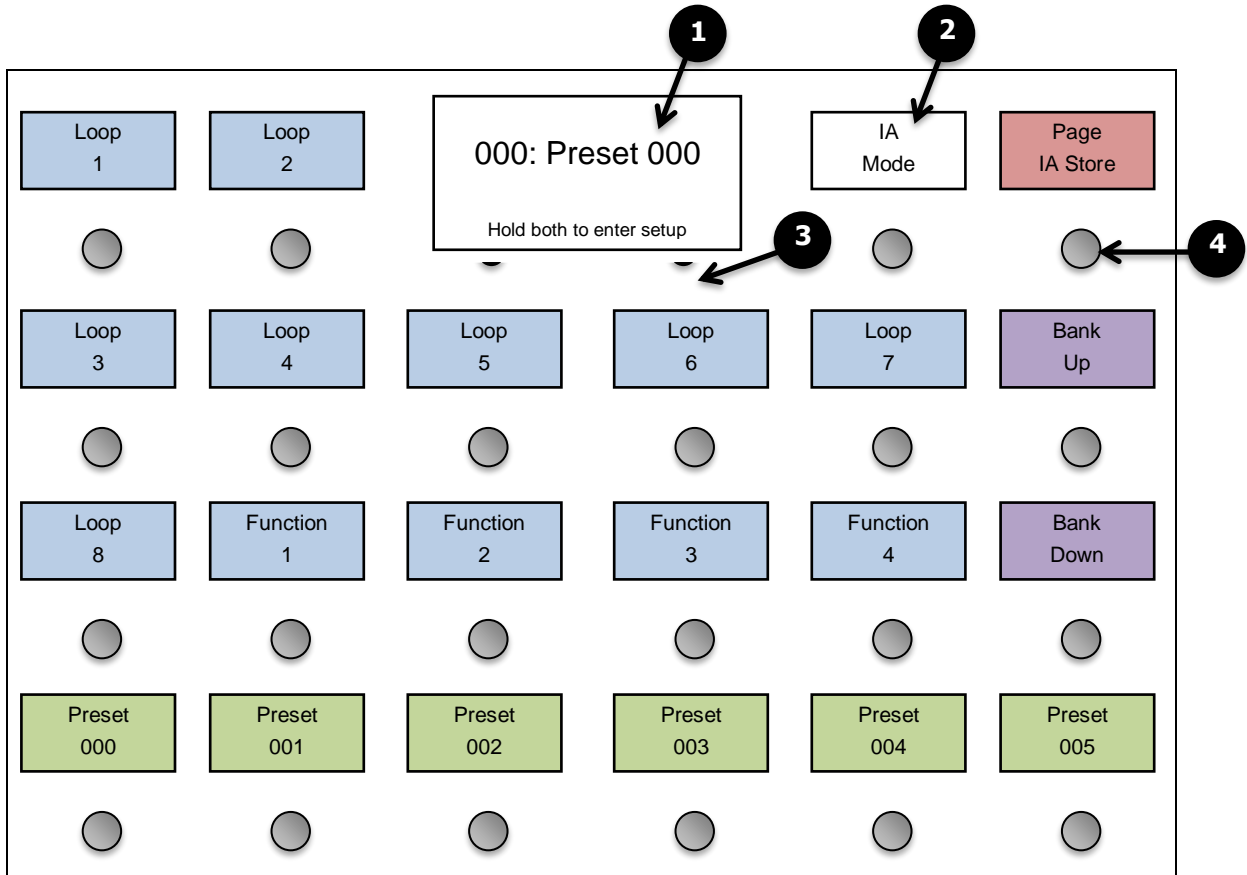 1
2
Loop
1
Loop
2
000: Preset 000
Hold both to enter setup
IA
Mode
Page
IA Store
3
4
Loop
3
Loop
4
Loop
5
Loop
6
Loop
7
Bank
Up
Loop
8
Function
1
Function
2
Function
3
Function
4
Bank
Down
Preset
000
Preset
001
Preset
002
Preset
003
Preset
004
Preset
005